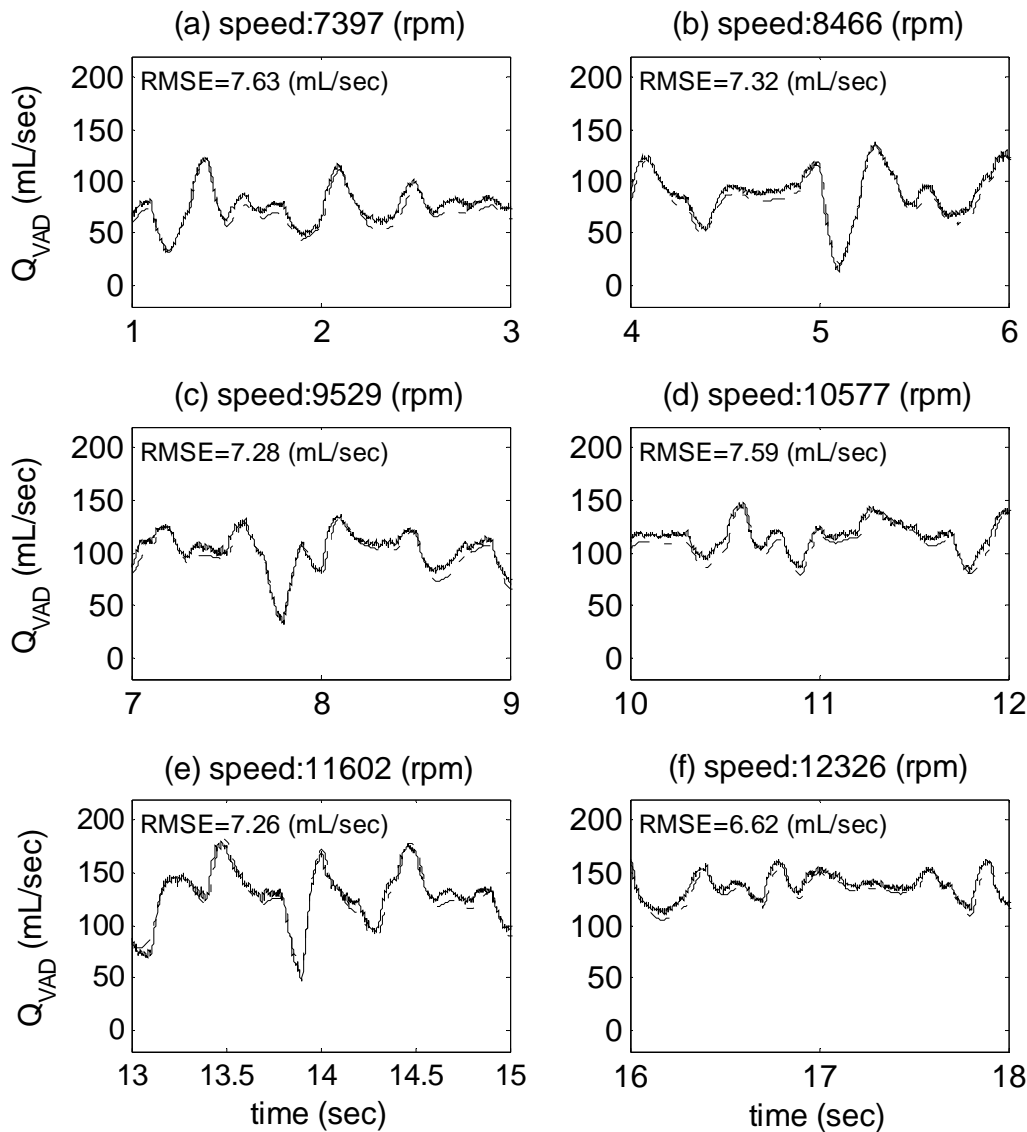 (a) speed:7397 (rpm)
RMSE=7.63 (mL/sec)
Q_VAD (mL/sec)
200
150
100
50
0
1
2
3
(b) speed:8466 (rpm)
RMSE=7.32 (mL/sec)
200
150
100
50
0
4
5
6
(c) speed:9529 (rpm)
RMSE=7.28 (mL/sec)
Q_VAD (mL/sec)
200
150
100
50
0
7
8
9
(d) speed:10577 (rpm)
RMSE=7.59 (mL/sec)
200
150
100
50
0
10
11
12
(e) speed:11602 (rpm)
RMSE=7.26 (mL/sec)
Q_VAD (mL/sec)
200
150
100
50
0
13
13.5
14
14.5
15
time (sec)
(f) speed:12326 (rpm)
RMSE=6.62 (mL/sec)
200
150
100
50
0
16
17
18
time (sec)